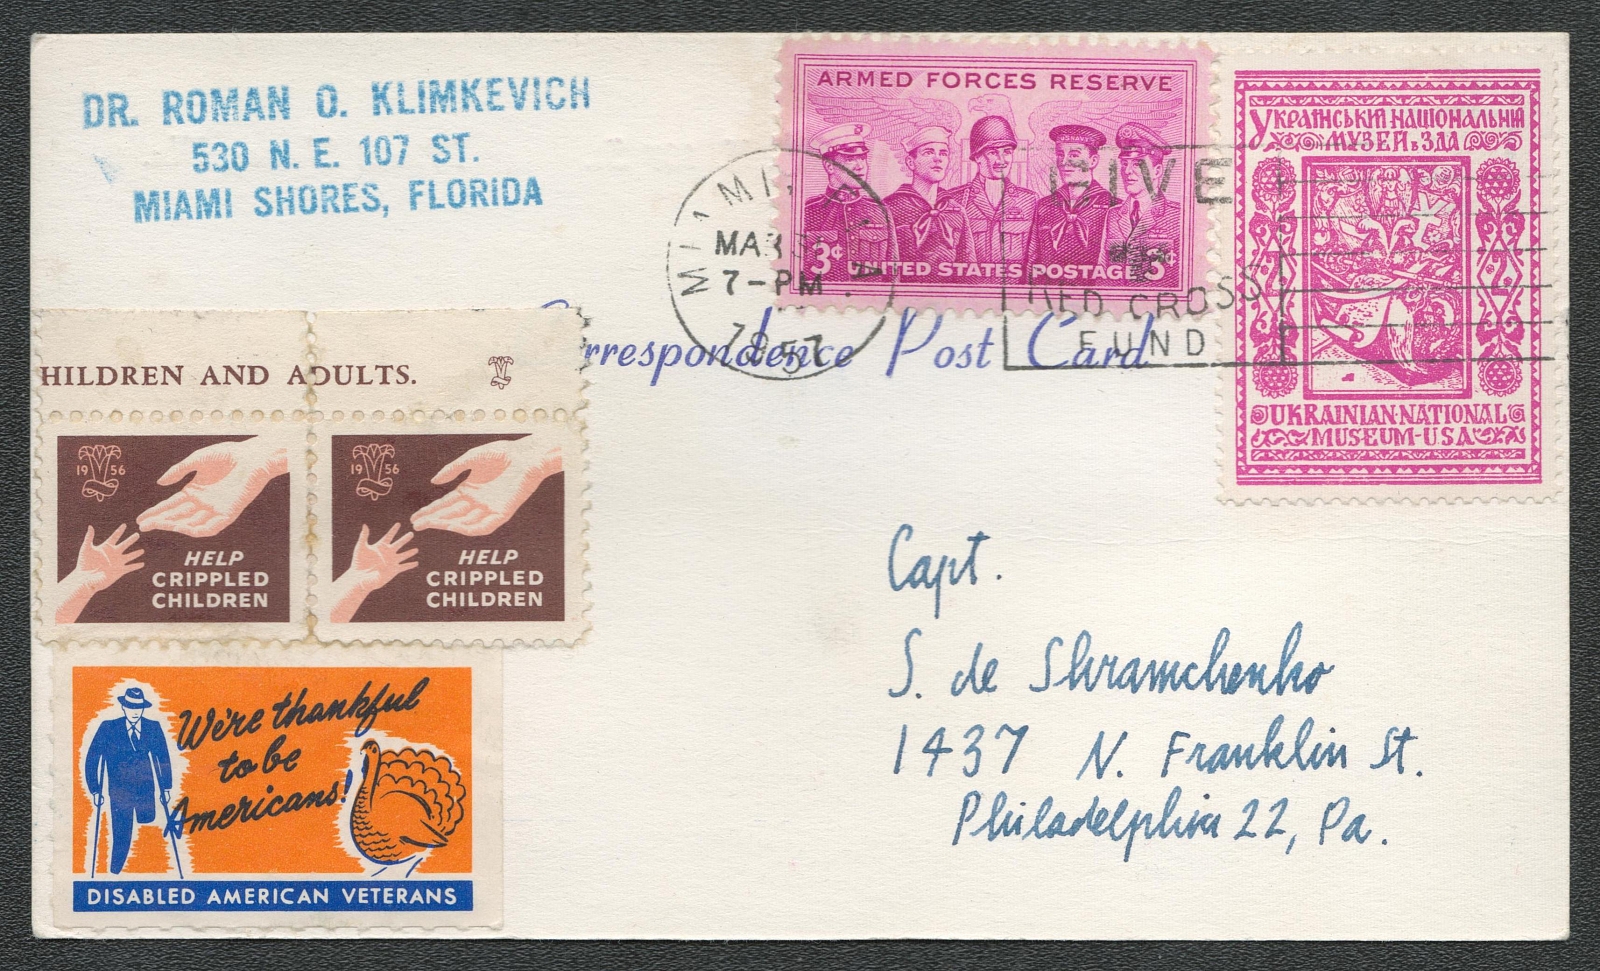 DR. ROMAN O. KLIMKEVICH
530 N. E. 107 ST.
MIAMI SHORES, FLORIDA
ARMED FORCES RESERVE
3¢ UNITED STATES POSTAGE 3¢
MIAMI,
MAR
7-PM
1957
GIVE
RED CROSS
FUND
УКРАЇНСЬКИЙ НАЦІОНАЛЬНИЙ
МУЗЕЙ в ЗДА
UKRAINIAN·NATIONAL
MUSEUM-USA
Correspondence Post Card
HILDREN AND ADULTS.
1956
HELP
CRIPPLED
CHILDREN
1956
HELP
CRIPPLED
CHILDREN
We're thankful
to be
Americans!
DISABLED AMERICAN VETERANS
Capt.
S. de Shramchenko
1437 N. Franklin St.
Philadelphia 22, Pa.